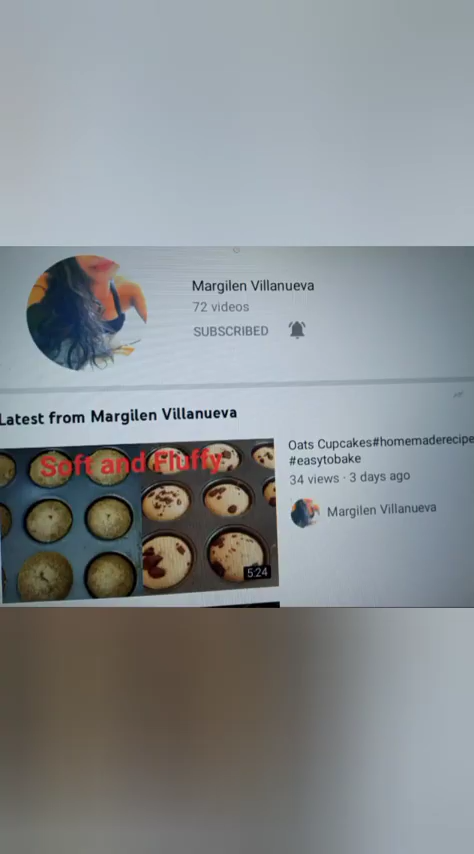 Margilen Villanueva
72 videos
SUBSCRIBED
Latest from Margilen Villanueva
Soft and Fluffy
5:24
Oats Cupcakes#homemaderecipe
#easytobake
34 views · 3 days ago
Margilen Villanueva